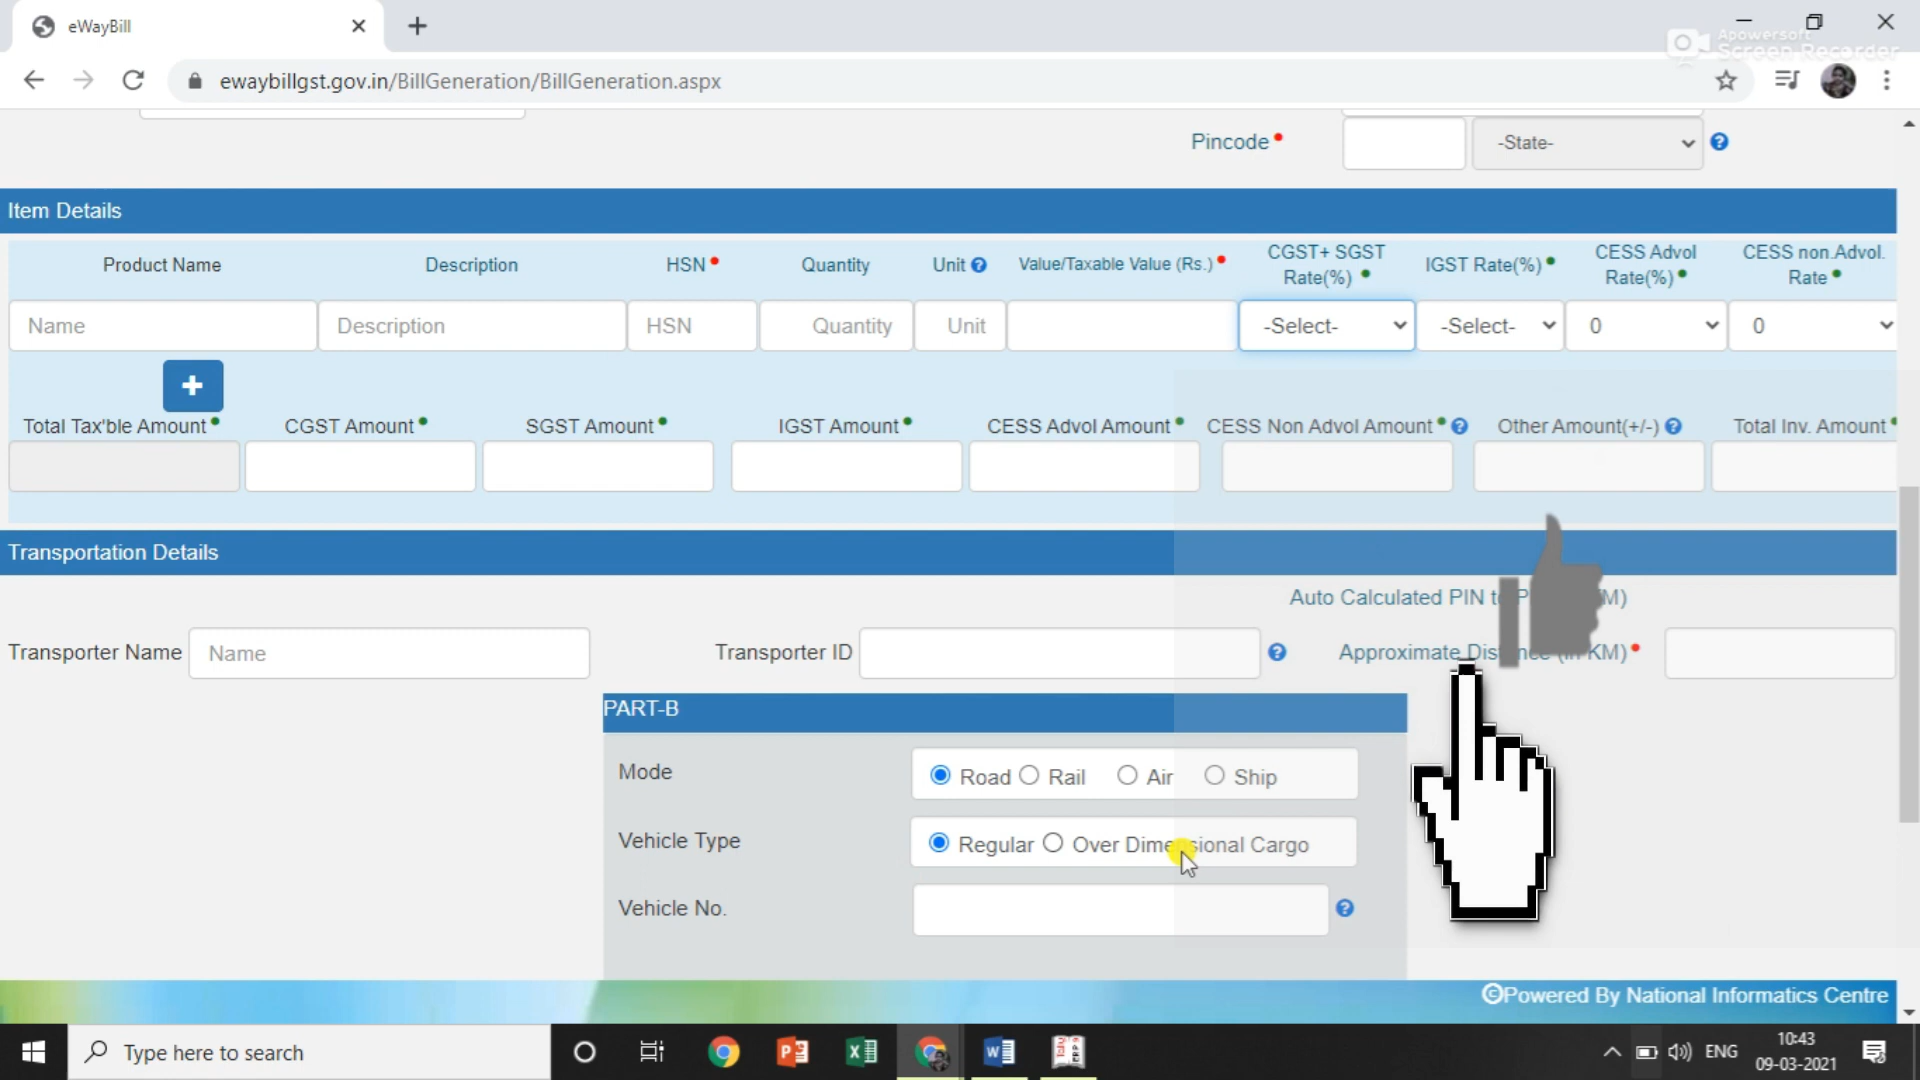 eWayBill
Apowersoft
Screen Recorder
ewaybillgst.gov.in/BillGeneration/BillGeneration.aspx
Pincode
-State-
Item Details
Product Name Description HSN Quantity Unit Value/Taxable Value (Rs.) CGST+ SGST Rate(%) IGST Rate(%) CESS Advol Rate(%) CESS non.Advol. Rate
Name Description HSN Quantity Unit -Select- -Select- 0 0
Total Tax'ble Amount CGST Amount SGST Amount IGST Amount CESS Advol Amount CESS Non Advol Amount Other Amount(+/-) Total Inv. Amount
Transportation Details
Auto Calculated PIN M)
Transporter Name Name Transporter ID Approximate KM)
PART-B
Mode Road Rail Air Ship
Vehicle Type Regular Over Dimensional Cargo
Vehicle No.
©Powered By National Informatics Centre
Type here to search
ENG
10:43
09-03-2021